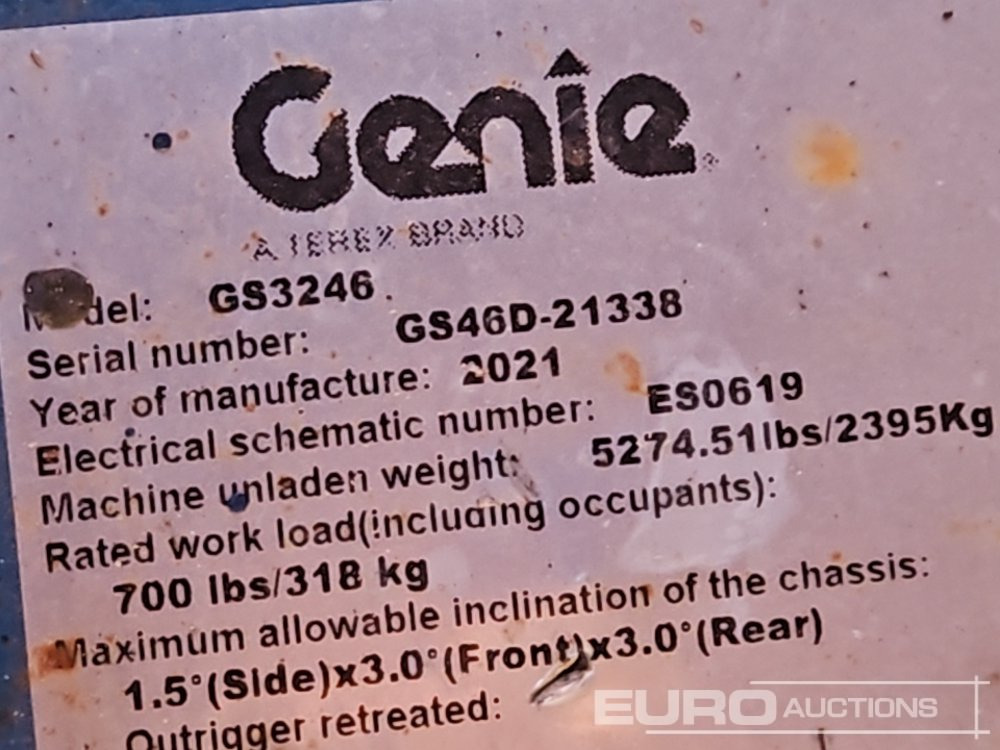 Genie
A TEREX BRAND
Model: GS3246
Serial number: GS46D-21338
Year of manufacture: 2021
Electrical schematic number: ES0619
Machine unladen weight: 5274.51lbs/2395Kg
Rated work load(including occupants):
700 lbs/318 kg
Maximum allowable inclination of the chassis:
1.5°(Side)x3.0°(Front)x3.0°(Rear)
Outrigger retreated:
EURO AUCTIONS